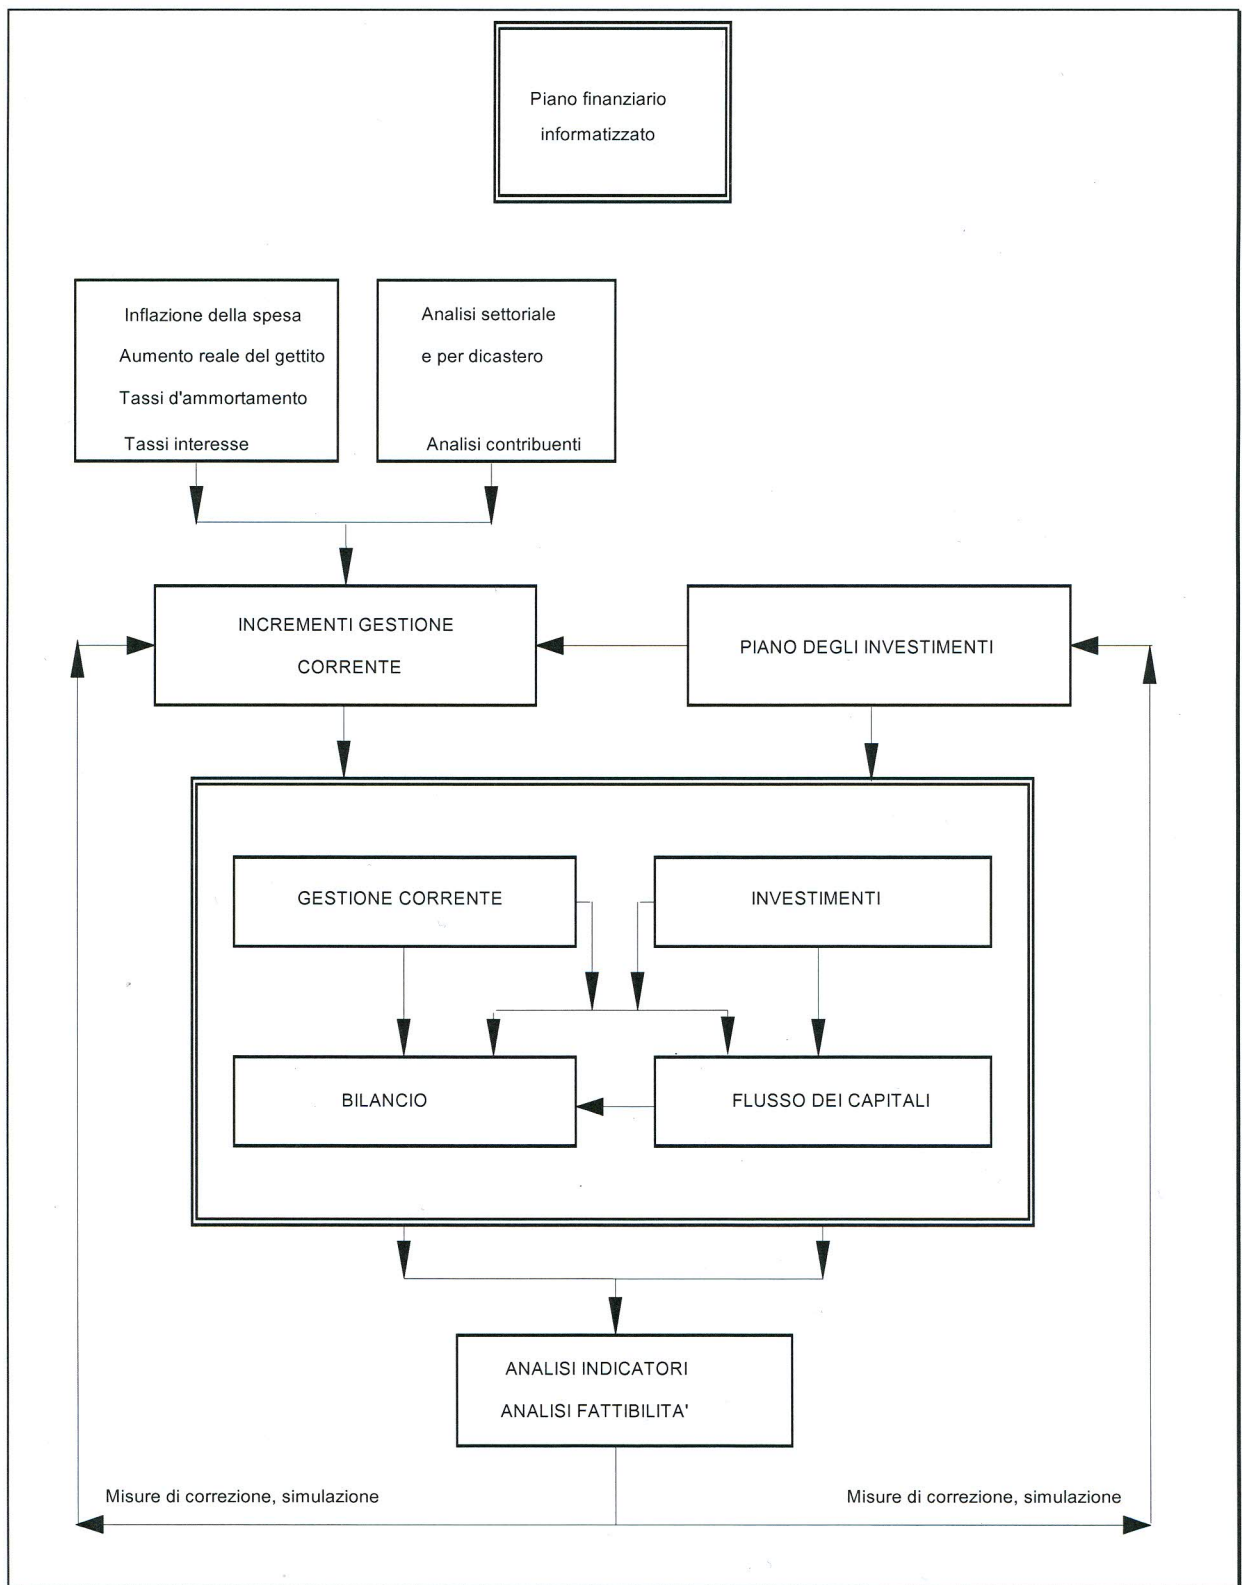 Piano finanziario
informatizzato
Inflazione della spesa
Aumento reale del gettito
Tassi d'ammortamento
Tassi interesse
Analisi settoriale
e per dicastero
Analisi contribuenti
INCREMENTI GESTIONE
CORRENTE
PIANO DEGLI INVESTIMENTI
GESTIONE CORRENTE
INVESTIMENTI
BILANCIO
FLUSSO DEI CAPITALI
ANALISI INDICATORI
ANALISI FATTIBILITA'
Misure di correzione, simulazione
Misure di correzione, simulazione